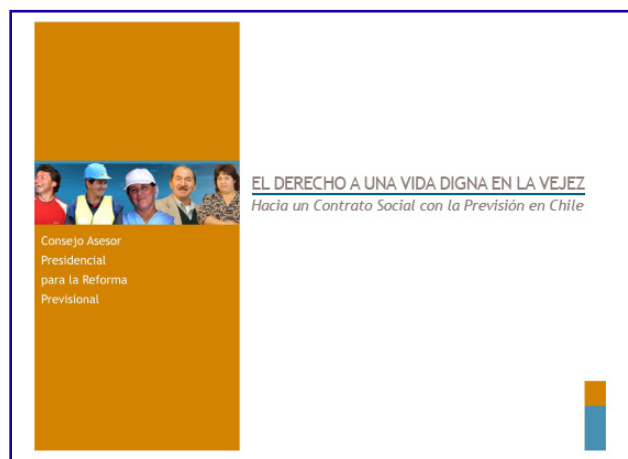 EL DERECHO A UNA VIDA DIGNA EN LA VEJEZ
Hacia un Contrato Social con la Previsión en Chile
Consejo Asesor
Presidencial
para la Reforma
Previsional